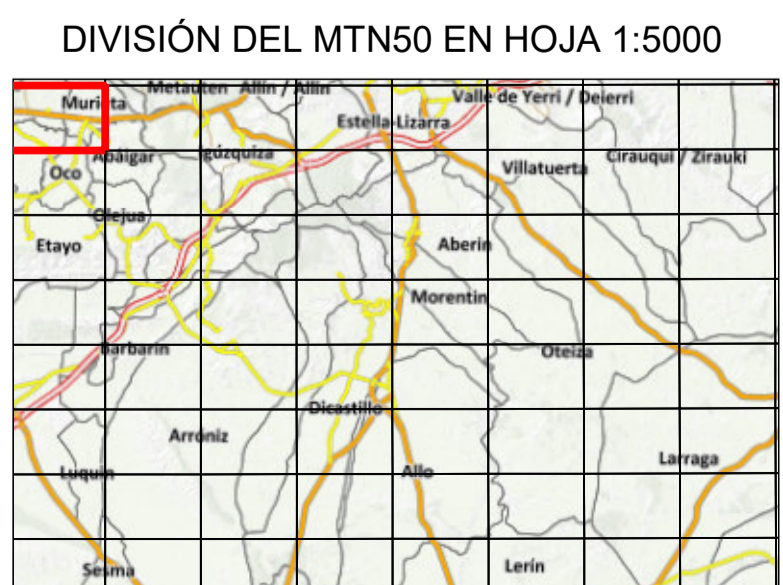 DIVISIÓN DEL MTN50 EN HOJA 1:5000
Metauten Allín / Allin
Murieta
Valle de Yerri / Deierri
Estella-Lizarra
Abáigar
Igúzquiza
Villatuerta
Cirauqui / Zirauki
Oco
Olejua
Etayo
Aberin
Morentin
Barbarin
Oteiza
Dicastillo
Arróniz
Luquin
Allo
Larraga
Sesma
Lerín